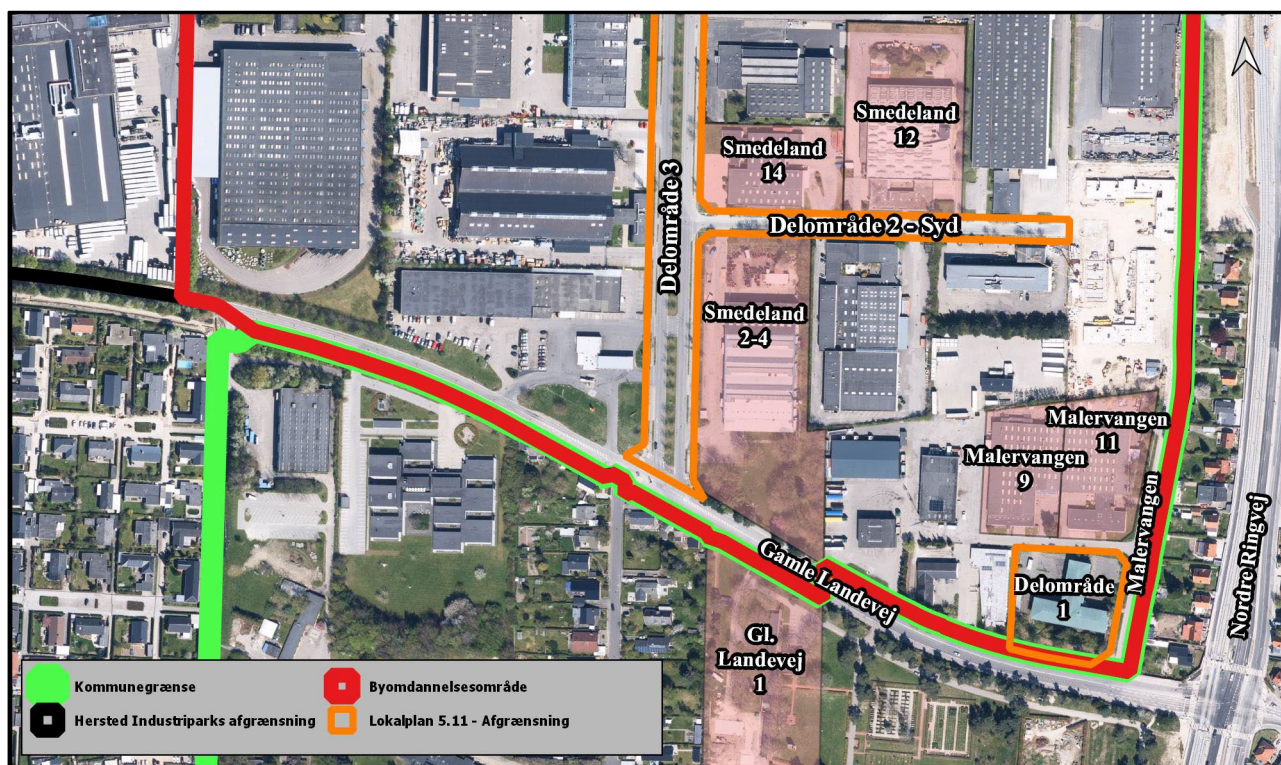 Smedeland
12
Smedeland
14
Delområde 3
Delområde 2 - Syd
Smedeland
2-4
Malervangen
11
Malervangen
9
Malervangen
Nordre Ringvej
Gamle Landevej
Delområde
1
Gl.
Landevej
1
Kommunegrænse
Byomdannelsesområde
Hersted Industriparks afgrænsning
Lokalplan 5.11 - Afgrænsning